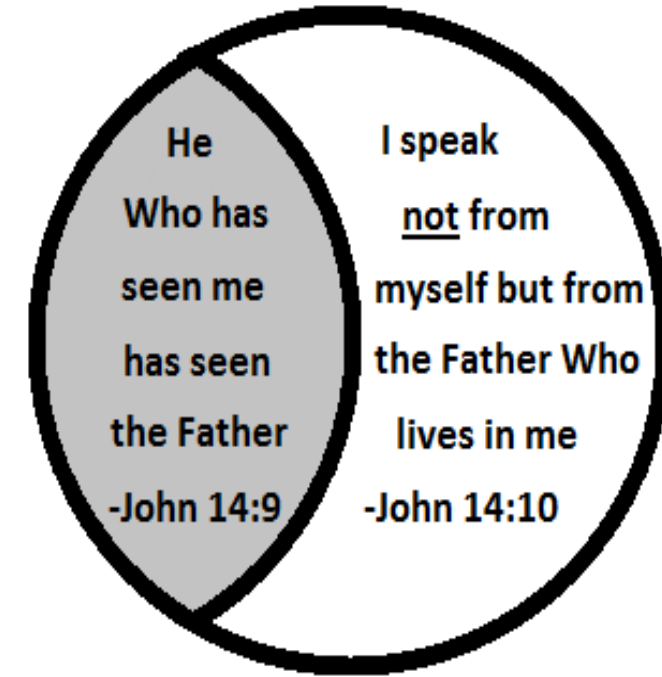 He
Who has
seen me
has seen
the Father
-John 14:9
I speak
not from
myself but from
the Father Who
lives in me
-John 14:10